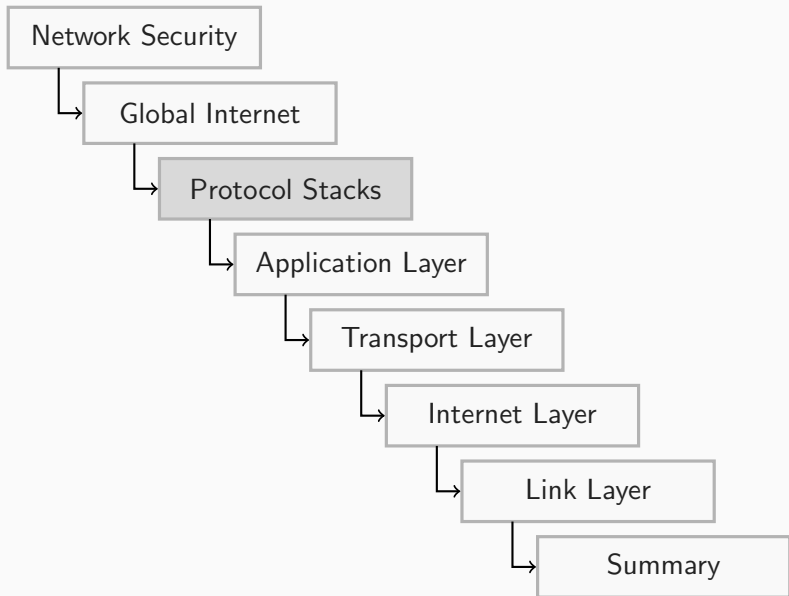 Network Security
Global Internet
Protocol Stacks
Application Layer
Transport Layer
Internet Layer
Link Layer
Summary